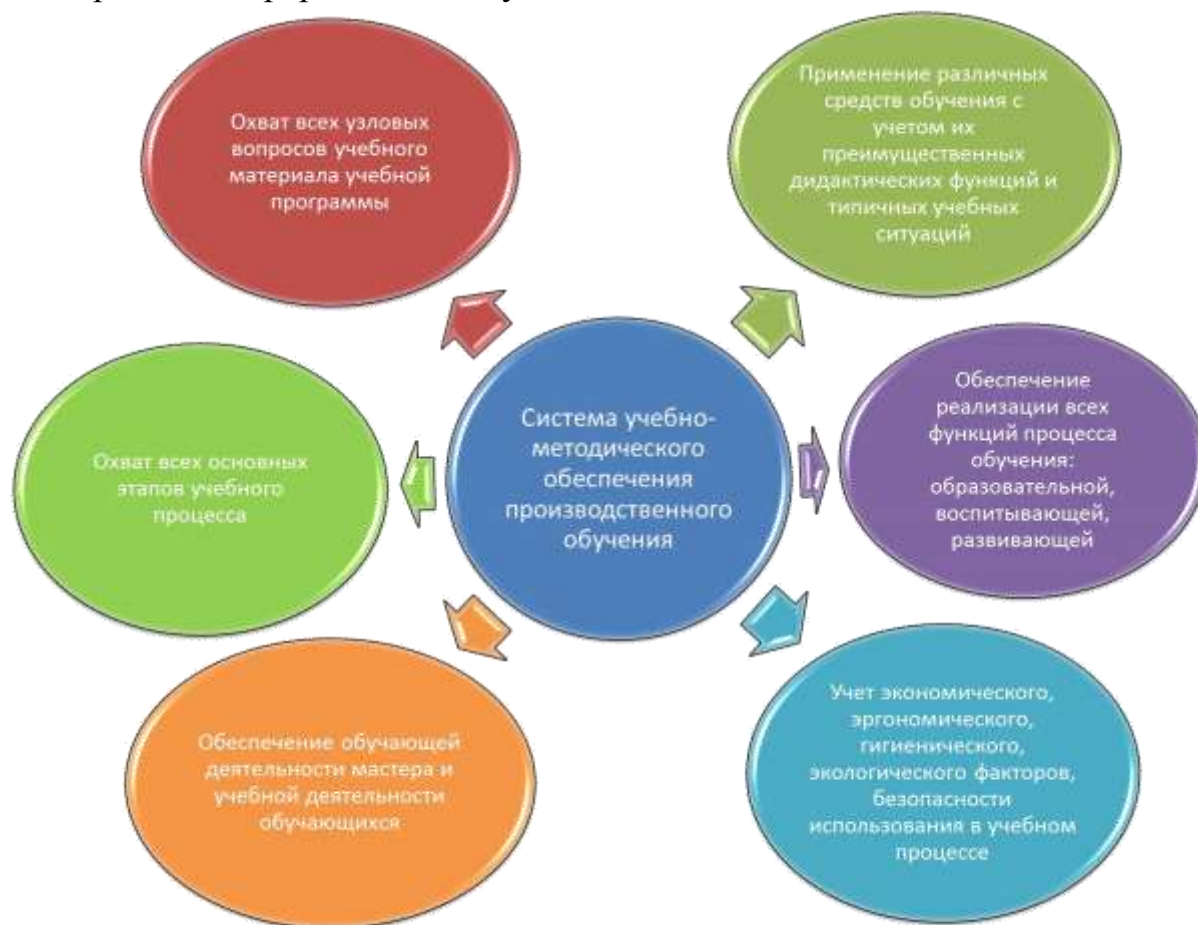 Охват всех узловых
вопросов учебного
материала учебной
программы
Применение различных
средств обучения с
учетом их
преимущественных
дидактических функций и
типичных учебных
ситуаций
Охват всех основных
этапов учебного
процесса
Система учебно-
методического
обеспечения
производственного
обучения
Обеспечение
реализации всех
функций процесса
обучения:
образовательной,
воспитывающей,
развивающей
Обеспечение обучающей
деятельности мастера и
учебной деятельности
обучающихся
Учет экономического,
эргономического,
гигиенического,
экологического факторов,
безопасности
использования в учебном
процессе